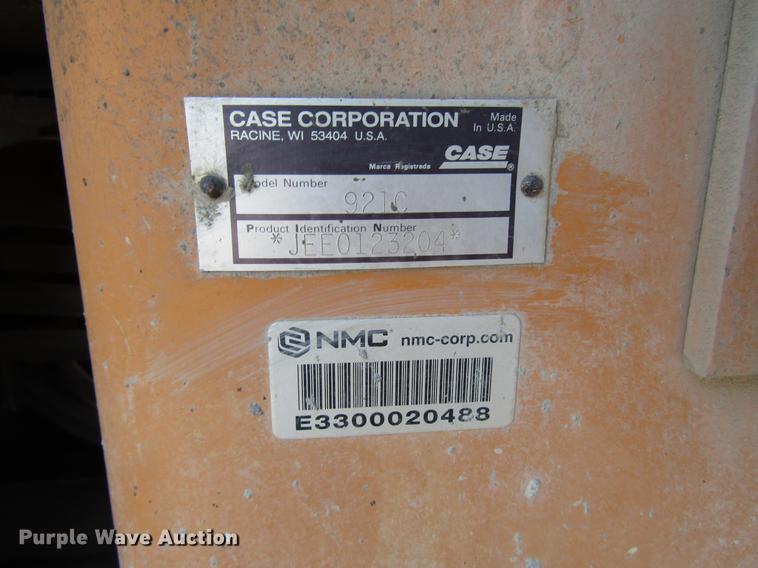 CASE CORPORATION
RACINE, WI 53404 U.S.A.
Made
In U.S.A.
Marca Registrada
CASE®
Model Number
921C
Product Identification Number
*JEE0123204*
NMC nmc-corp.com
E3300020488
Purple Wave Auction